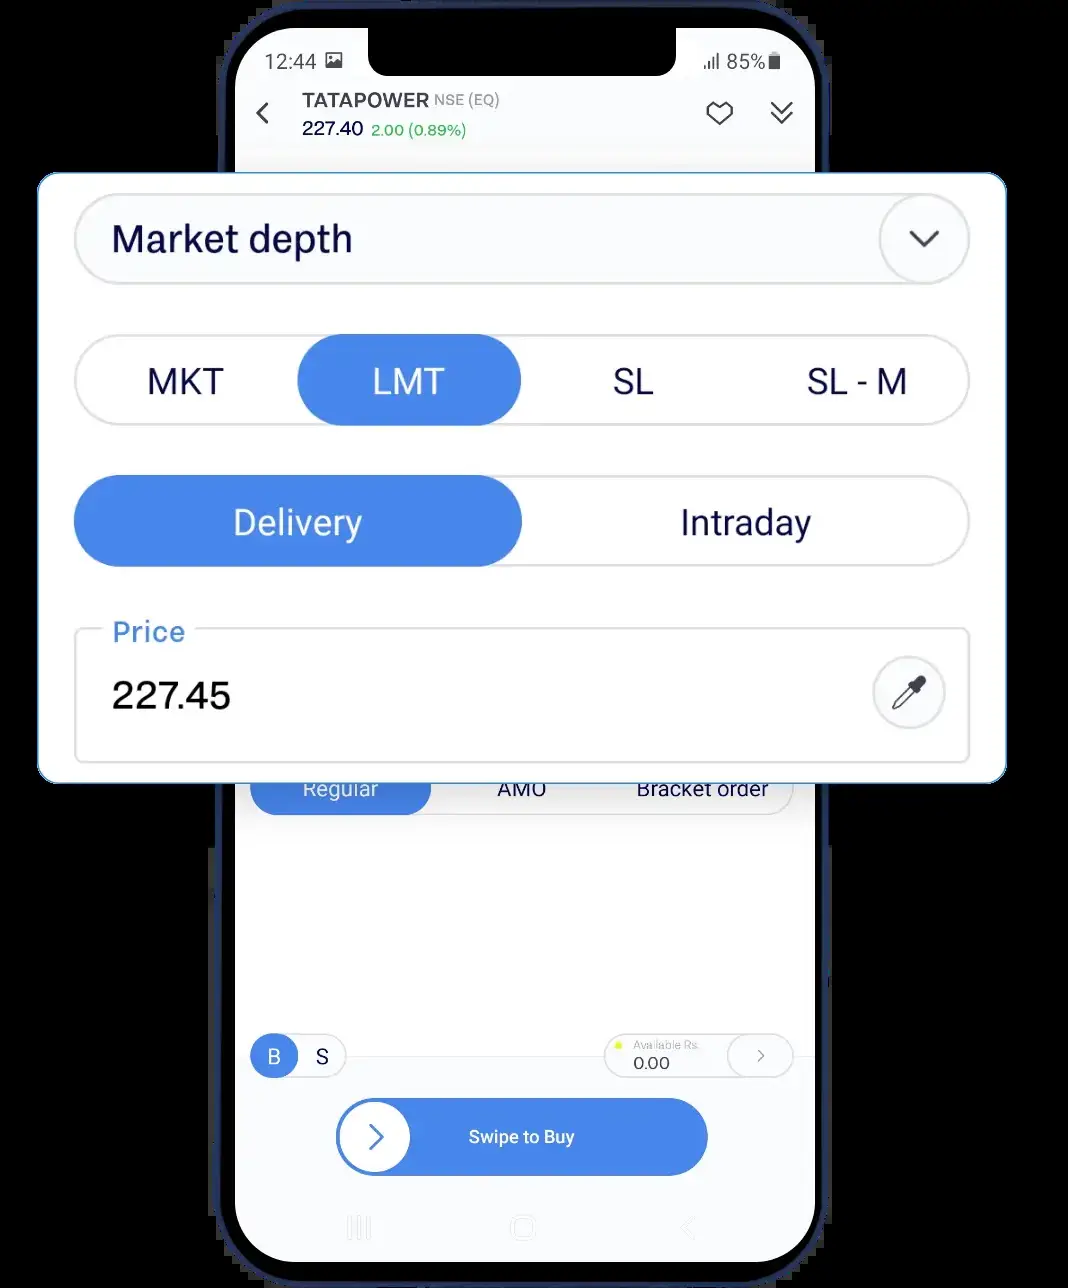 12:44 85%
TATAPOWER NSE (EQ)
227.40 2.00 (0.89%)
Market depth
MKT LMT SL SL - M
Delivery Intraday
Price
227.45
Regular AMO Bracket order
B S Available Rs.
0.00
Swipe to Buy